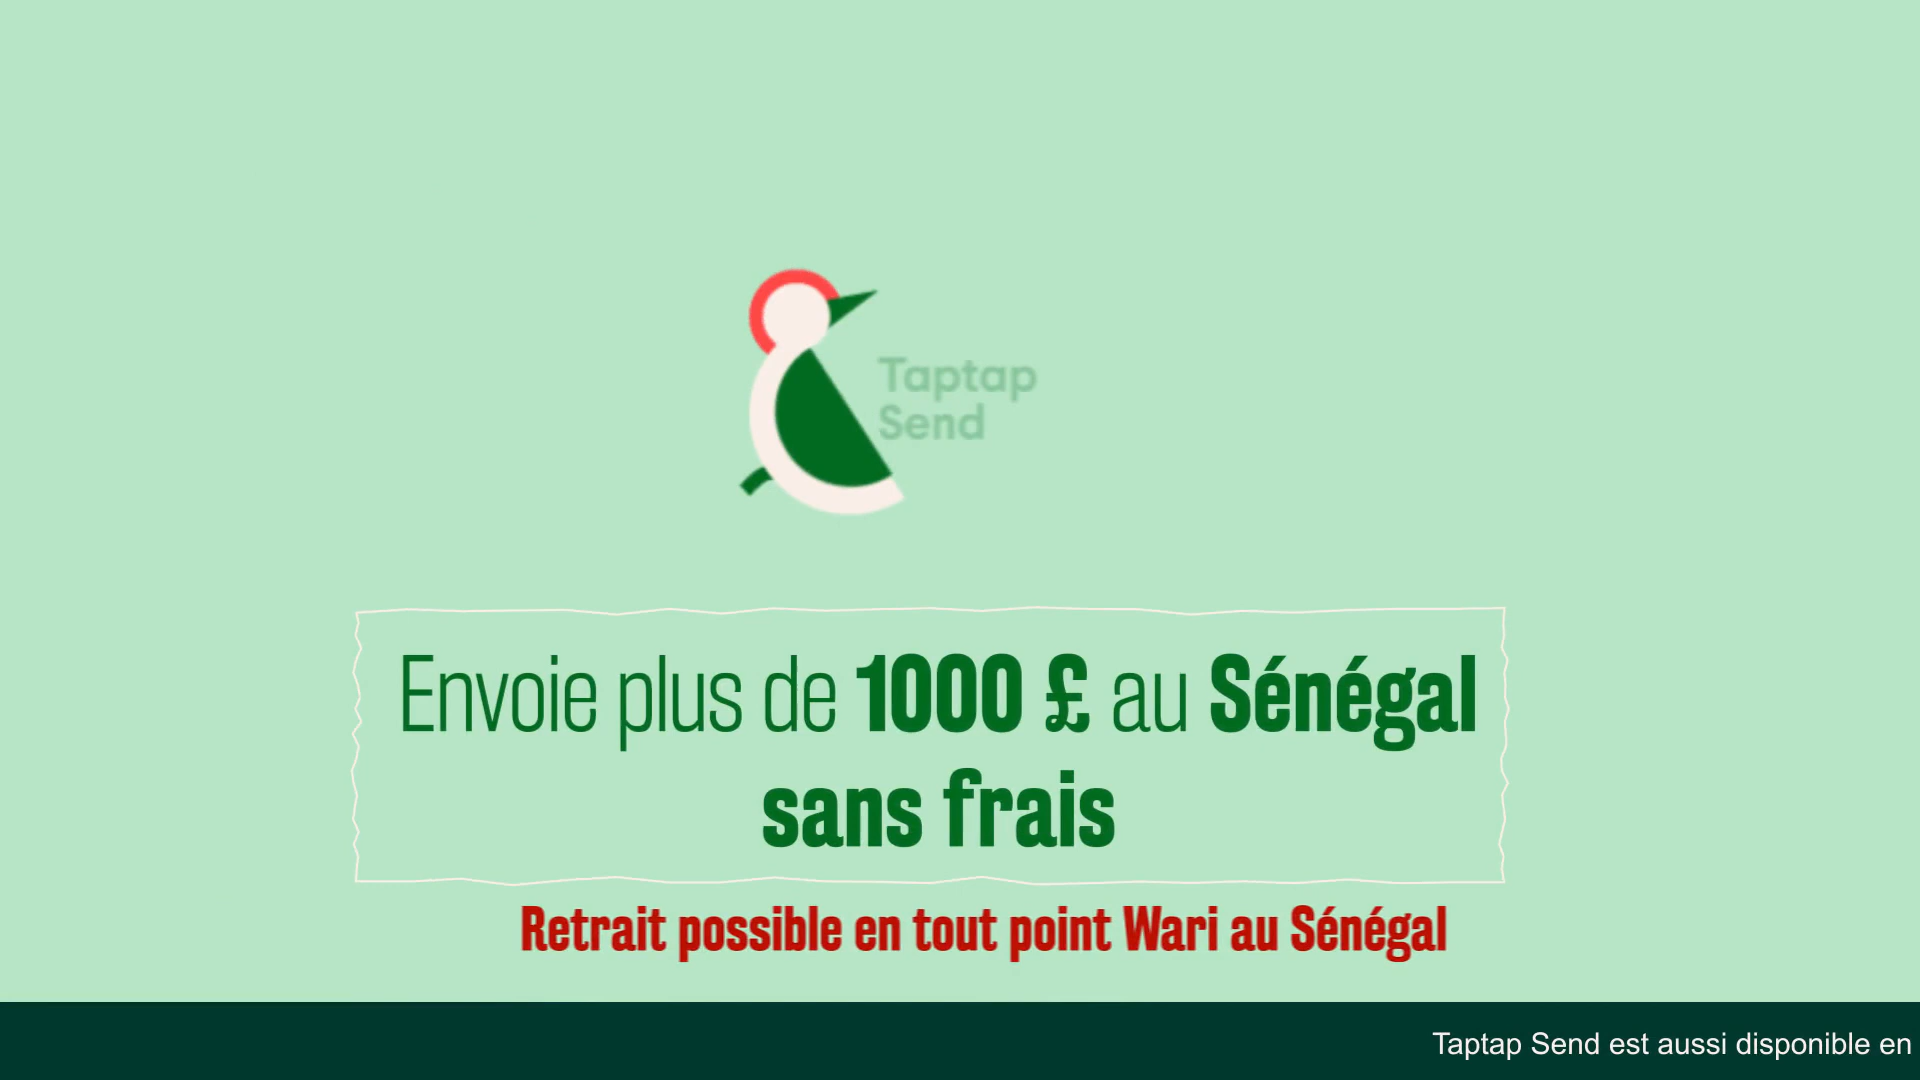 Taptap
Send
Envoie plus de 1000 £ au Sénégal
sans frais
Retrait possible en tout point Wari au Sénégal
Taptap Send est aussi disponible en